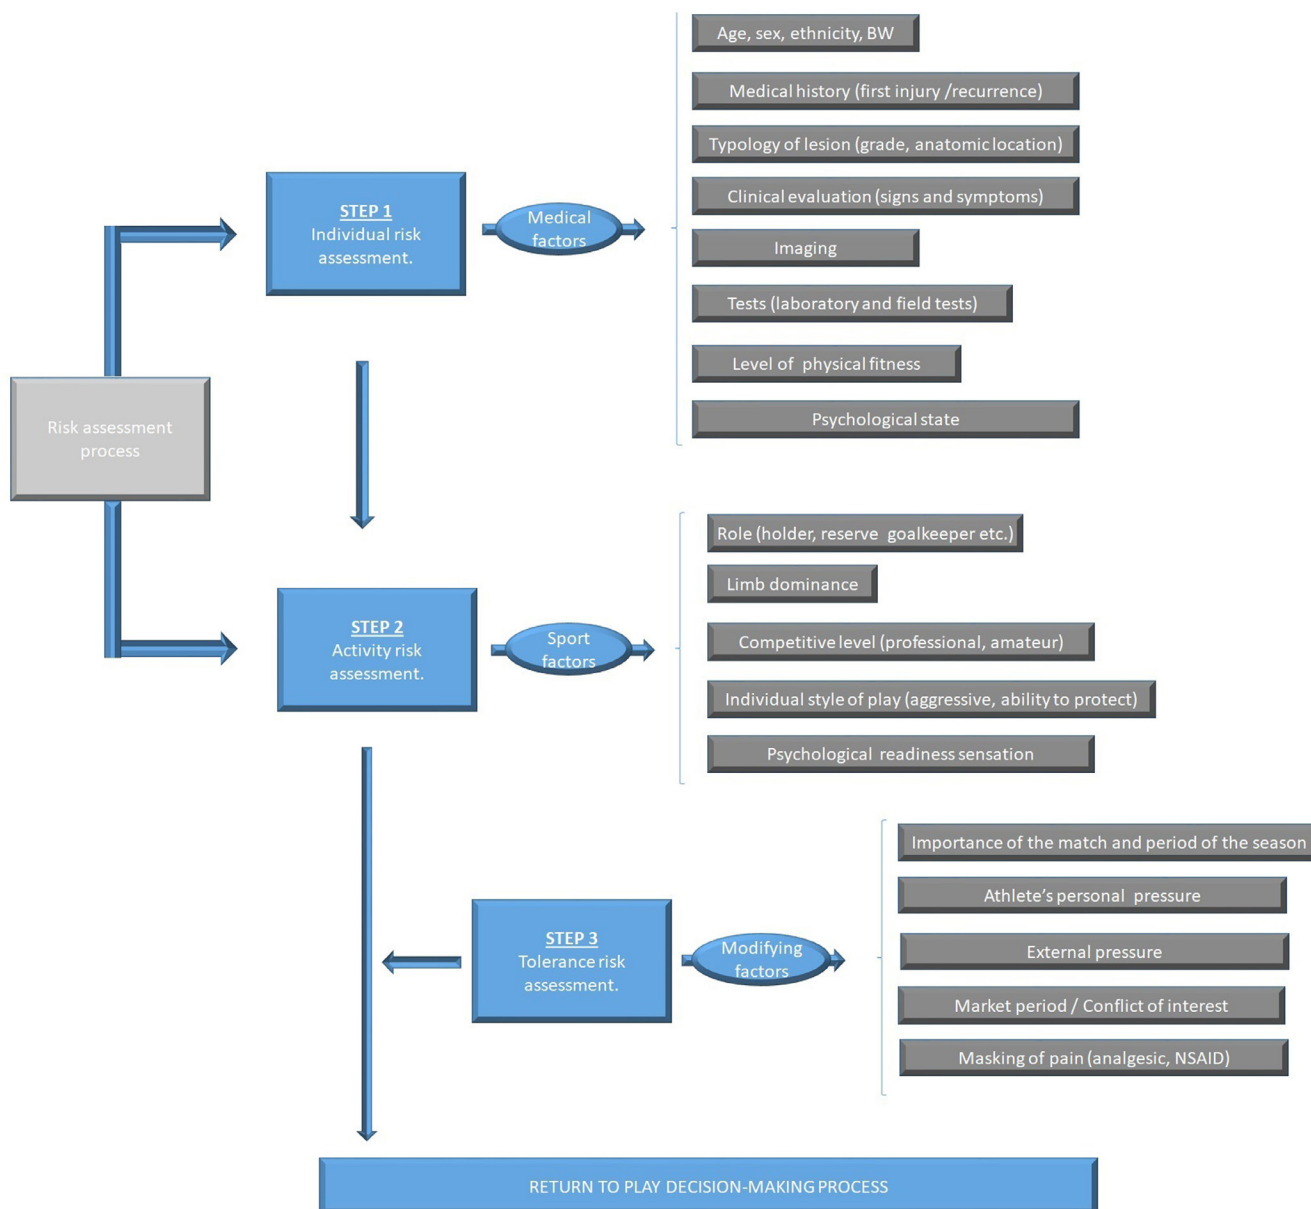 Age, sex, ethnicity, BW
Medical history (first injury /recurrence)
Typology of lesion (grade, anatomic location)
Clinical evaluation (signs and symptoms)
Imaging
Tests (laboratory and field tests)
Level of physical fitness
Psychological state
STEP 1
Individual risk
assessment.
Medical
factors
Risk assessment
process
Role (holder, reserve goalkeeper etc.)
Limb dominance
Competitive level (professional, amateur)
Individual style of play (aggressive, ability to protect)
Psychological readiness sensation
STEP 2
Activity risk
assessment.
Sport
factors
Importance of the match and period of the season
Athlete’s personal pressure
External pressure
Market period / Conflict of interest
Masking of pain (analgesic, NSAID)
STEP 3
Tolerance risk
assessment.
Modifying
factors
RETURN TO PLAY DECISION-MAKING PROCESS